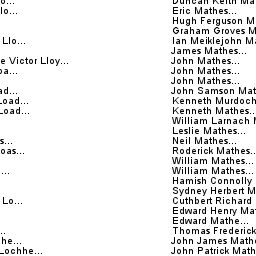 o... Duncan Keith Ma
lo... Eric Mathes...
Hugh Ferguson M
Graham Groves M
Llo... Ian Meiklejohn Ma
James Mathes...
e Victor Lloy... John Mathes...
oa... John Mathes...
John Mathes...
ad... John Samson Mat
Load... Kenneth Murdoch
Load... Kenneth Mathes...
William Larnach M
Leslie Mathes...
s... Neil Mathes...
oas... Roderick Mathes...
William Mathes...
... William Mathes...
Hamish Connolly
Sydney Herbert M
Lo... Cuthbert Richard
Edward Henry Mat
Edward Mathe...
... Thomas Frederick
hhe... John James Mathe
Lochhe... John Patrick Math